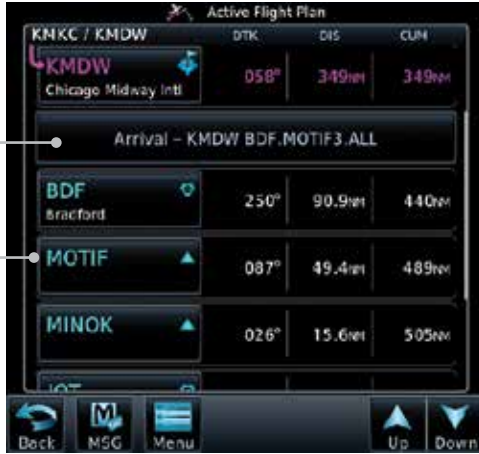 Active Flight Plan
KMKC / KMDW DTK DIS CUM
KMDW 058° 349NM 349NM
Chicago Midway Intl
Arrival – KMDW BDF.MOTIF3.ALL
BDF 250° 90.9NM 440NM
Bradford
MOTIF 087° 49.4NM 489NM
MINOK 026° 15.6NM 505NM
JOT
Back MSG Menu Up Down